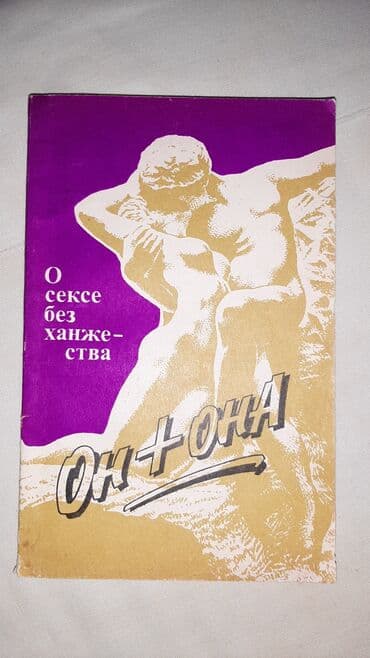 О
сексе
без
ханже-
ства
ОН + ОНА